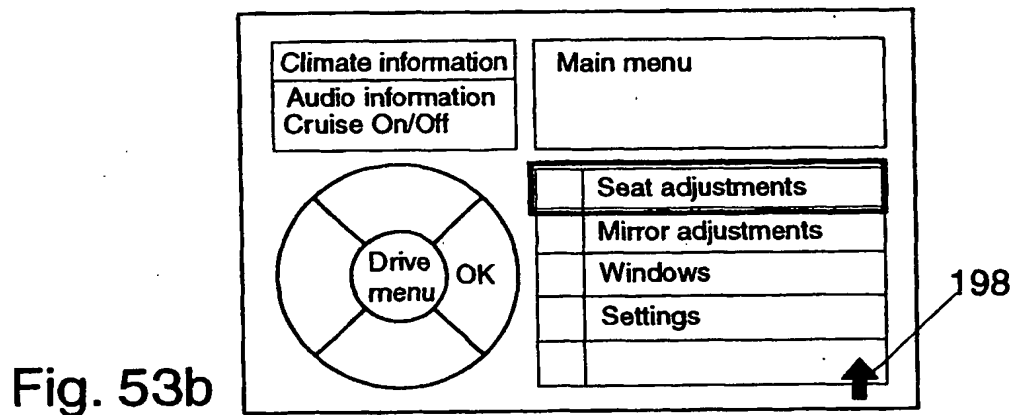 Climate information
Audio information
Cruise On/Off
Main menu
Seat adjustments
Mirror adjustments
Windows
Settings
Drive
menu
OK
198
Fig. 53b